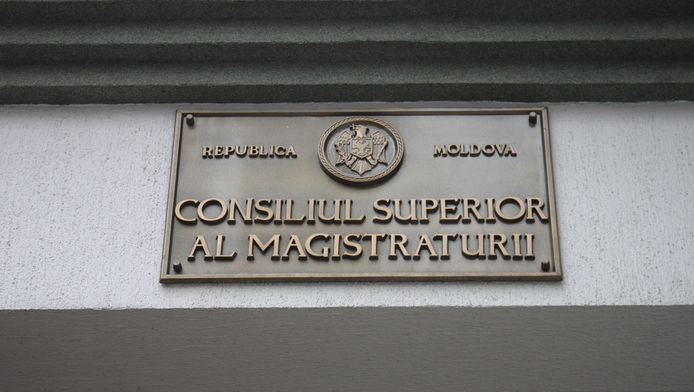 REPUBLICA MOLDOVA
CONSILIUL SUPERIOR
AL MAGISTRATURII